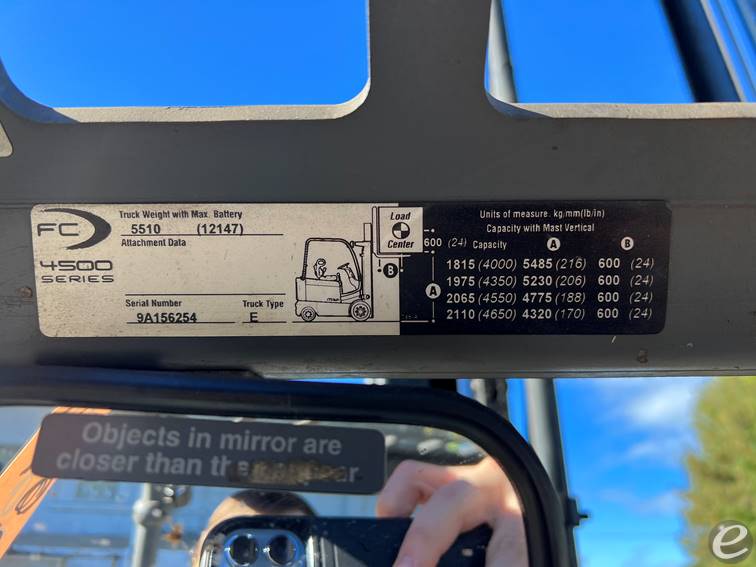 FC
4500
SERIES
Truck Weight with Max. Battery
5510 (12147)
Attachment Data
Serial Number Truck Type
9A156254 E
Load
Center
600 (24)
B
A
Units of measure. kg/mm(lb/in)
Capacity with Mast Vertical
Capacity A B
1815 (4000) 5485 (216) 600 (24)
1975 (4350) 5230 (206) 600 (24)
2065 (4550) 4775 (188) 600 (24)
2110 (4650) 4320 (170) 600 (24)
Objects in mirror are
closer than
e